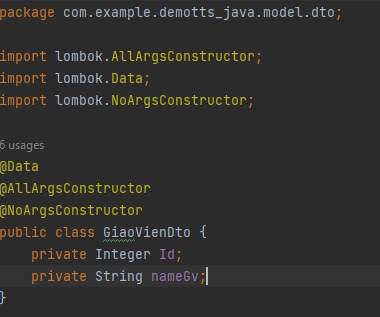 package com.example.demotts_java.model.dto;
import lombok.AllArgsConstructor;
import lombok.Data;
import lombok.NoArgsConstructor;
6 usages
@Data
@AllArgsConstructor
@NoArgsConstructor
public class GiaoVienDto {
private Integer Id;
private String nameGv;
}